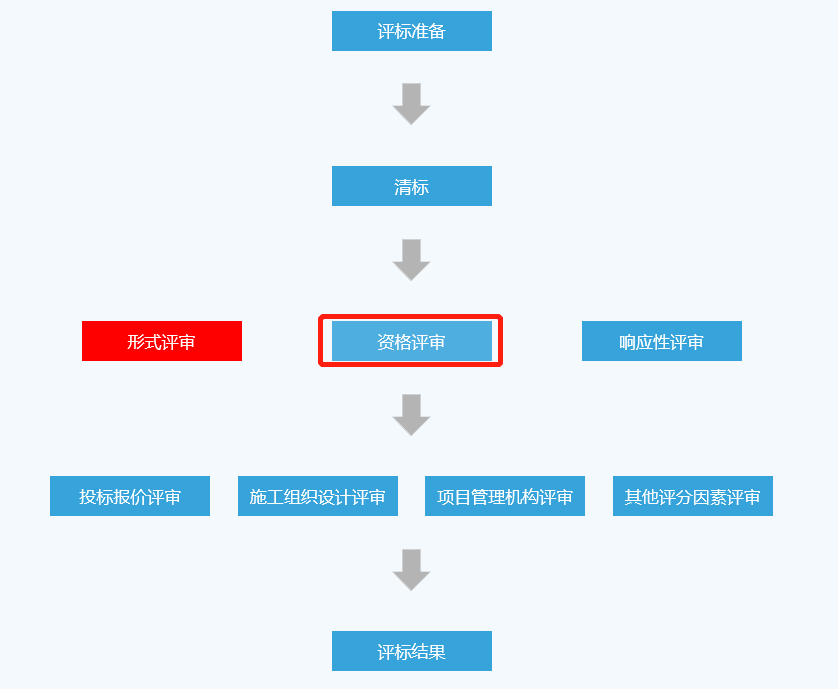 评标准备
清标
形式评审
资格评审
响应性评审
投标报价评审
施工组织设计评审
项目管理机构评审
其他评分因素评审
评标结果